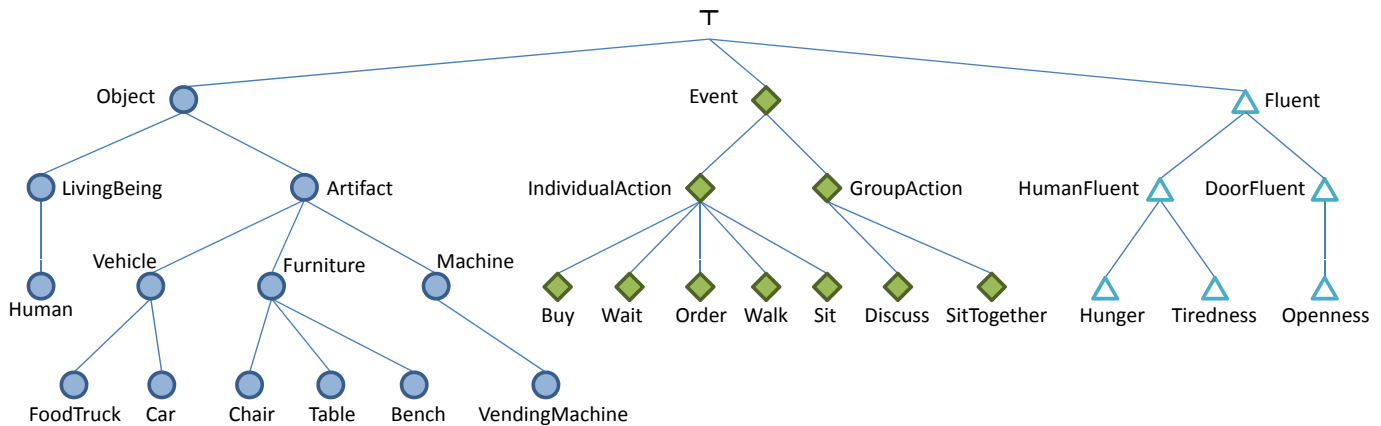 ⊤
Object
Event
Fluent
LivingBeing
Artifact
IndividualAction
GroupAction
HumanFluent
DoorFluent
Vehicle
Furniture
Machine
Human
Buy
Wait
Order
Walk
Sit
Discuss
SitTogether
Hunger
Tiredness
Openness
FoodTruck
Car
Chair
Table
Bench
VendingMachine